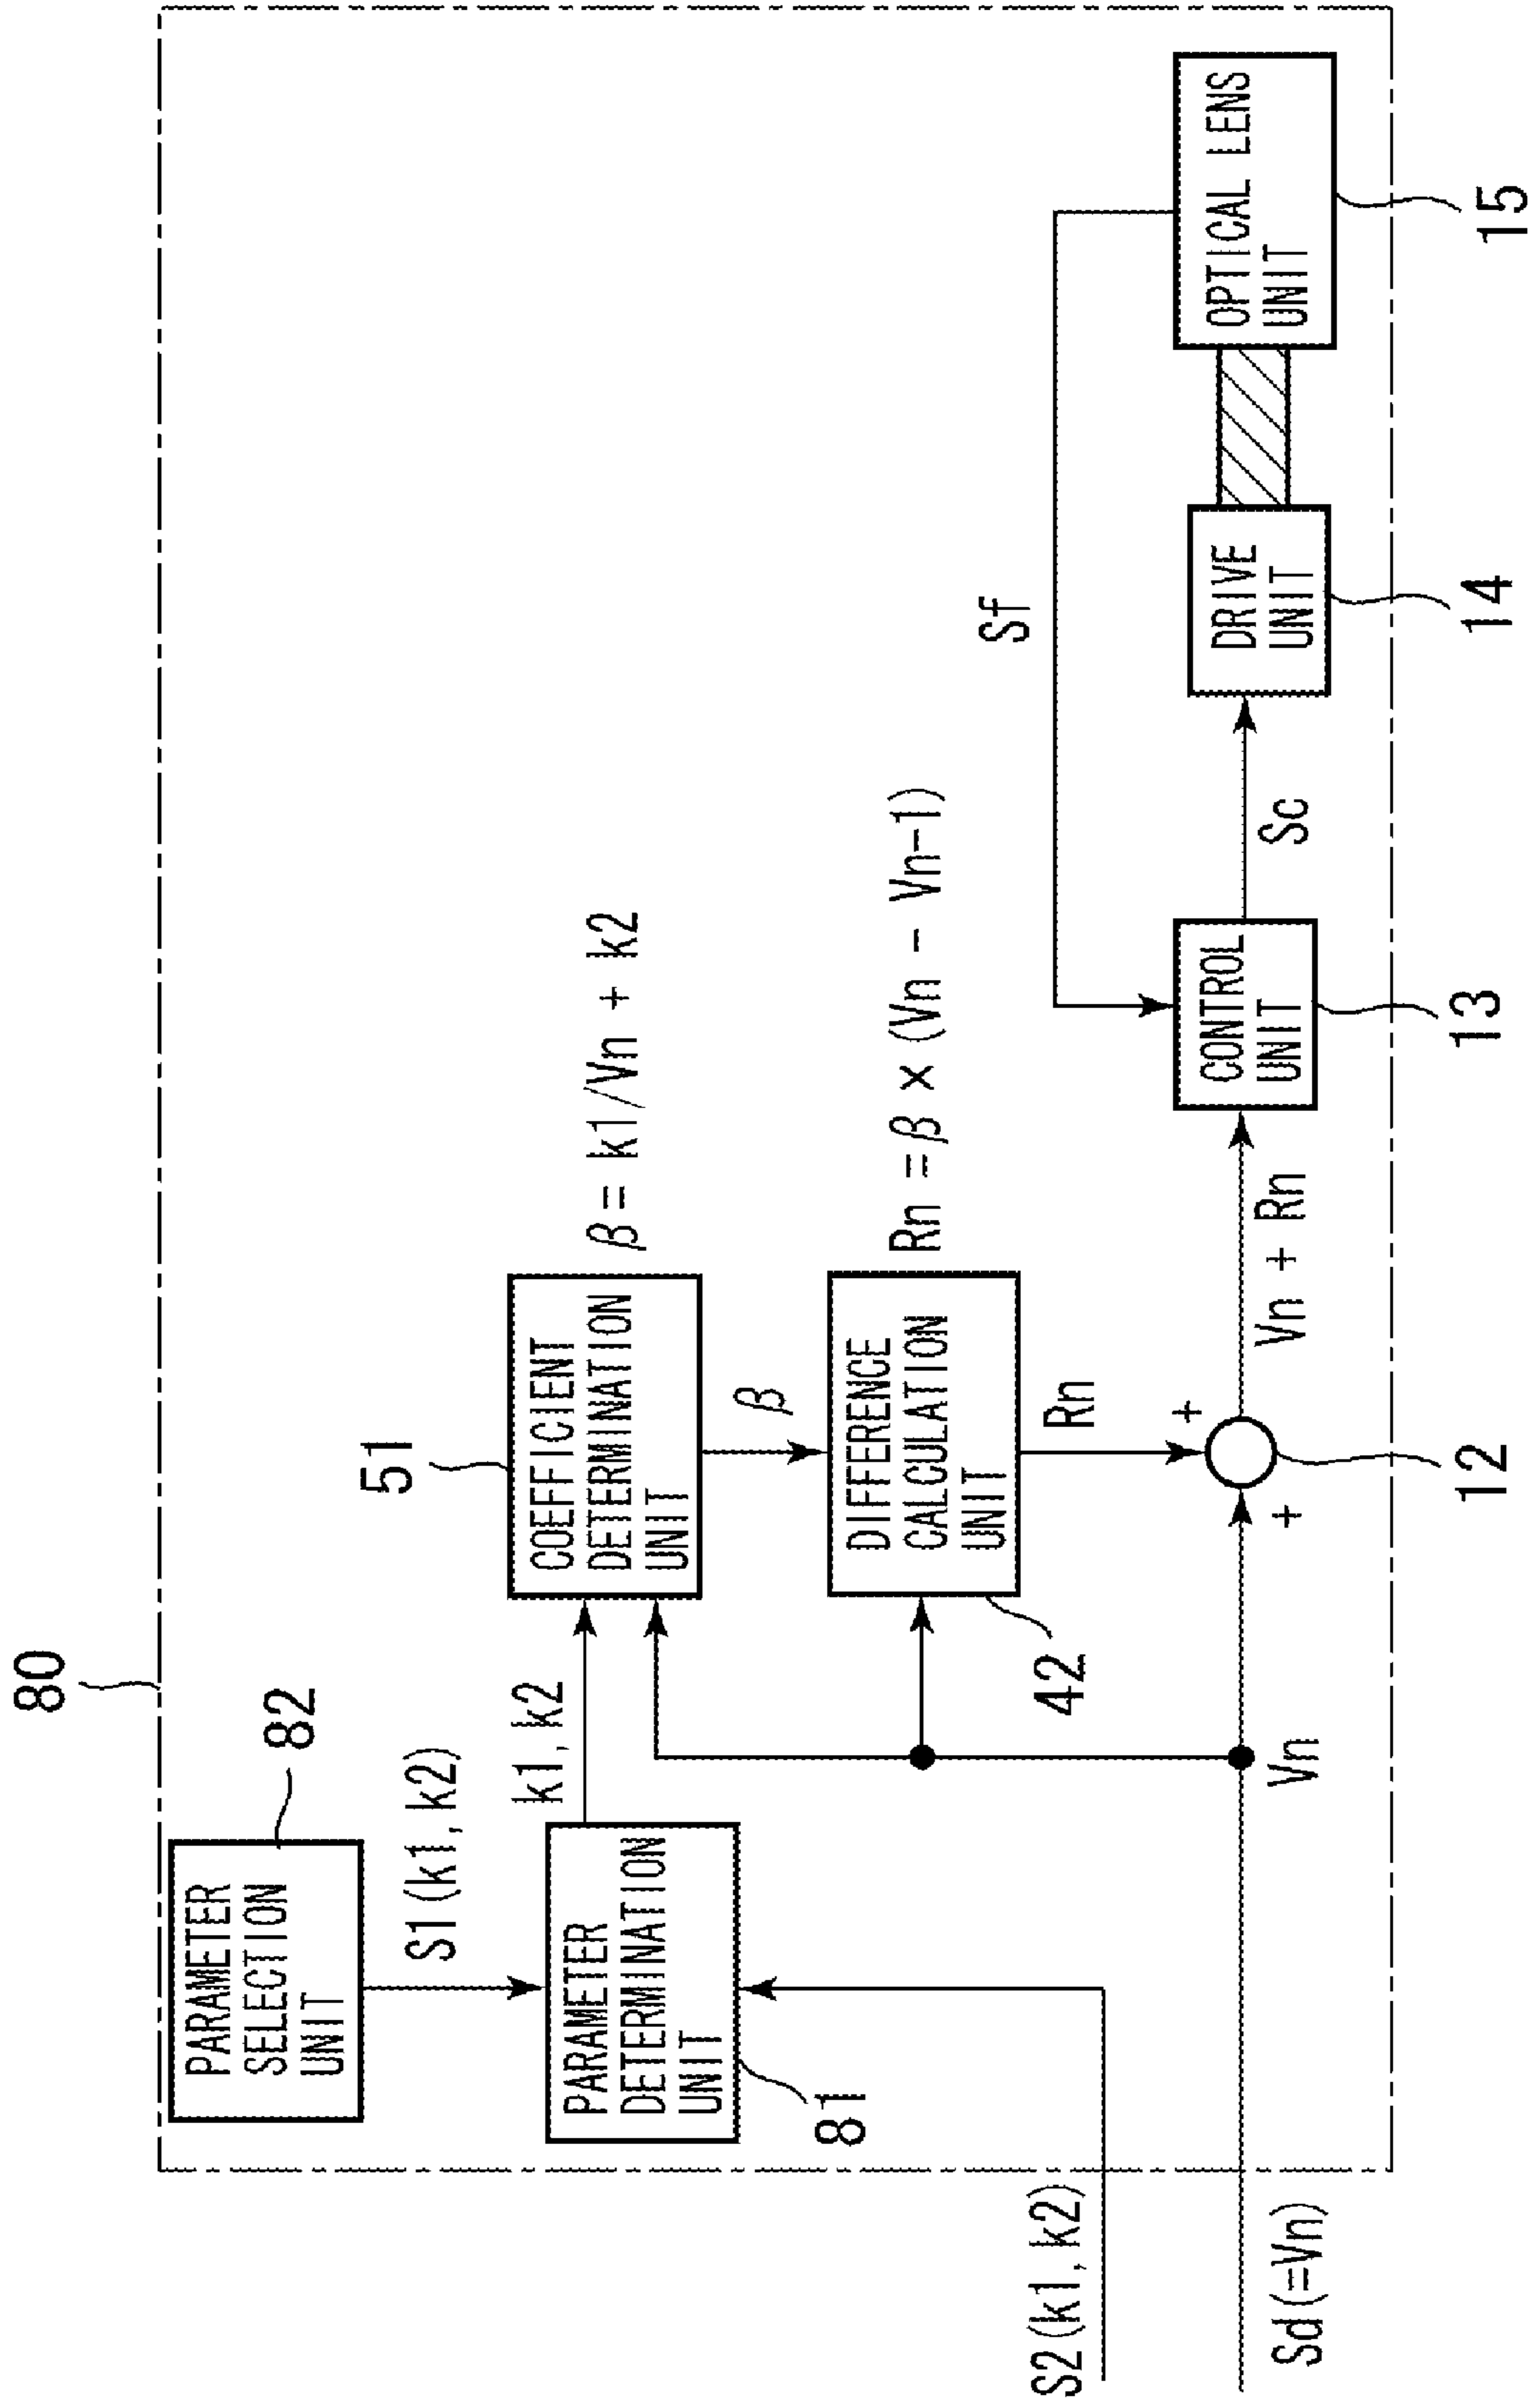 80
PARAMETER
SELECTION
UNIT
82
S1(k1, k2)
PARAMETER
DETERMINATION
UNIT
81
k1, k2
51
COEFFICIENT
DETERMINATION
UNIT
β = k1/Vn + k2
β
DIFFERENCE
CALCULATION
UNIT
42
Rn = β × (Vn − Vn-1)
Rn
S2(k1, k2)
Sd(=Vn)
Vn
+
+
12
Vn + Rn
CONTROL
UNIT
13
Sc
Sf
DRIVE
UNIT
14
OPTICAL LENS
UNIT
15